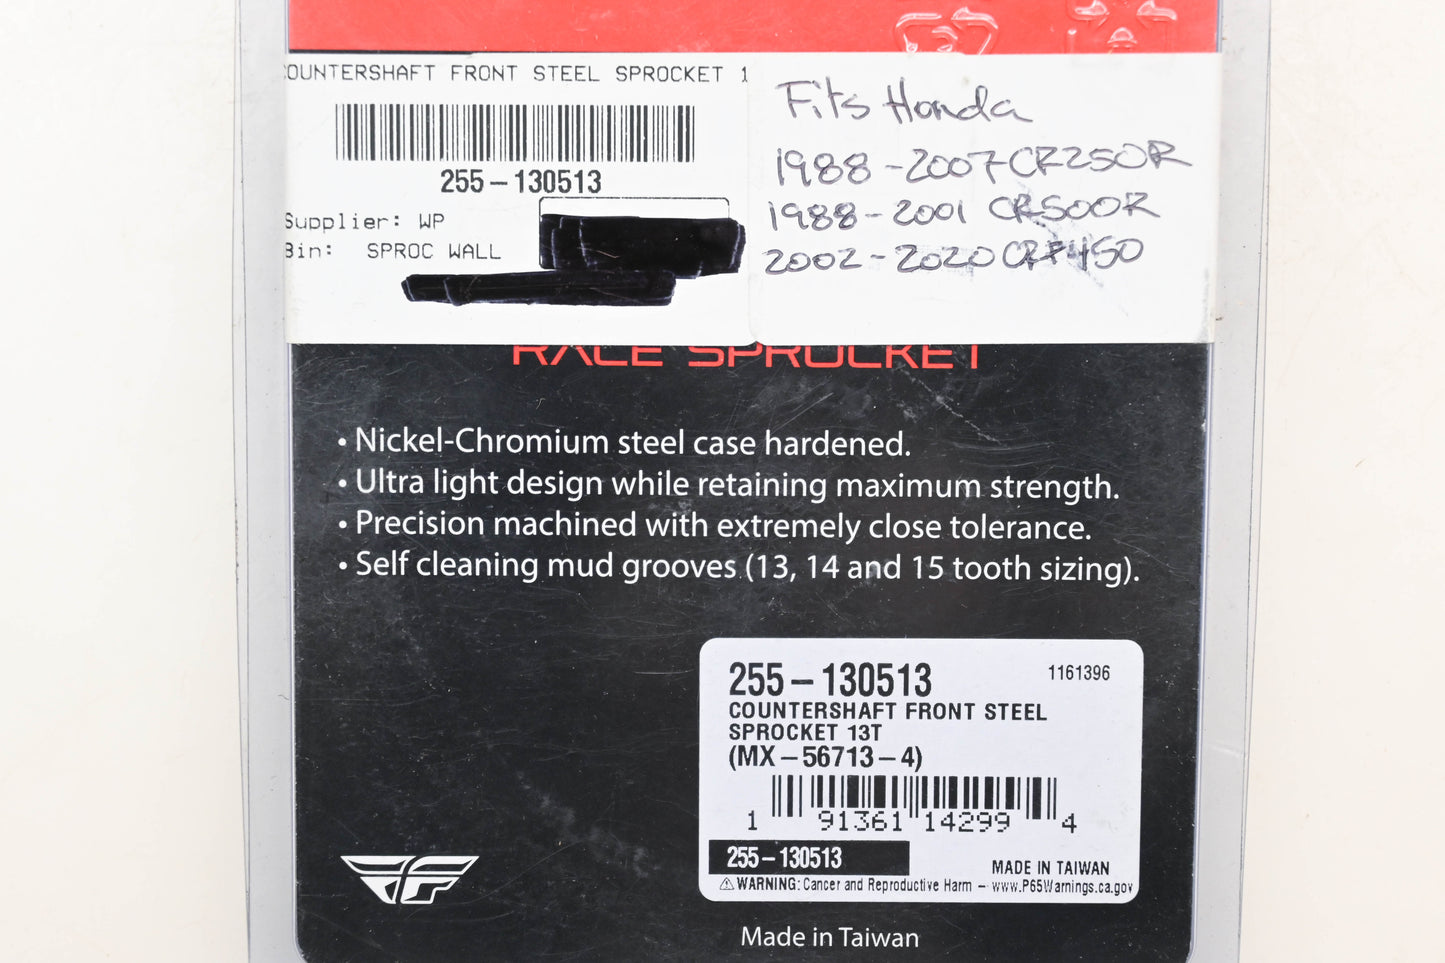 OUNTERSHAFT FRONT STEEL SPROCKET 1
255-130513
Supplier: WP
Bin: SPROC WALL
Fits Honda
1988-2007 CR250R
1988-2001 CR500R
2002-2020 CRF450
RACE SPROCKET
• Nickel-Chromium steel case hardened.
• Ultra light design while retaining maximum strength.
• Precision machined with extremely close tolerance.
• Self cleaning mud grooves (13, 14 and 15 tooth sizing).
255-130513 1161396
COUNTERSHAFT FRONT STEEL
SPROCKET 13T
(MX-56713-4)
1 91361 14299 4
255-130513
MADE IN TAIWAN
⚠WARNING: Cancer and Reproductive Harm - www.P65Warnings.ca.gov
Made in Taiwan